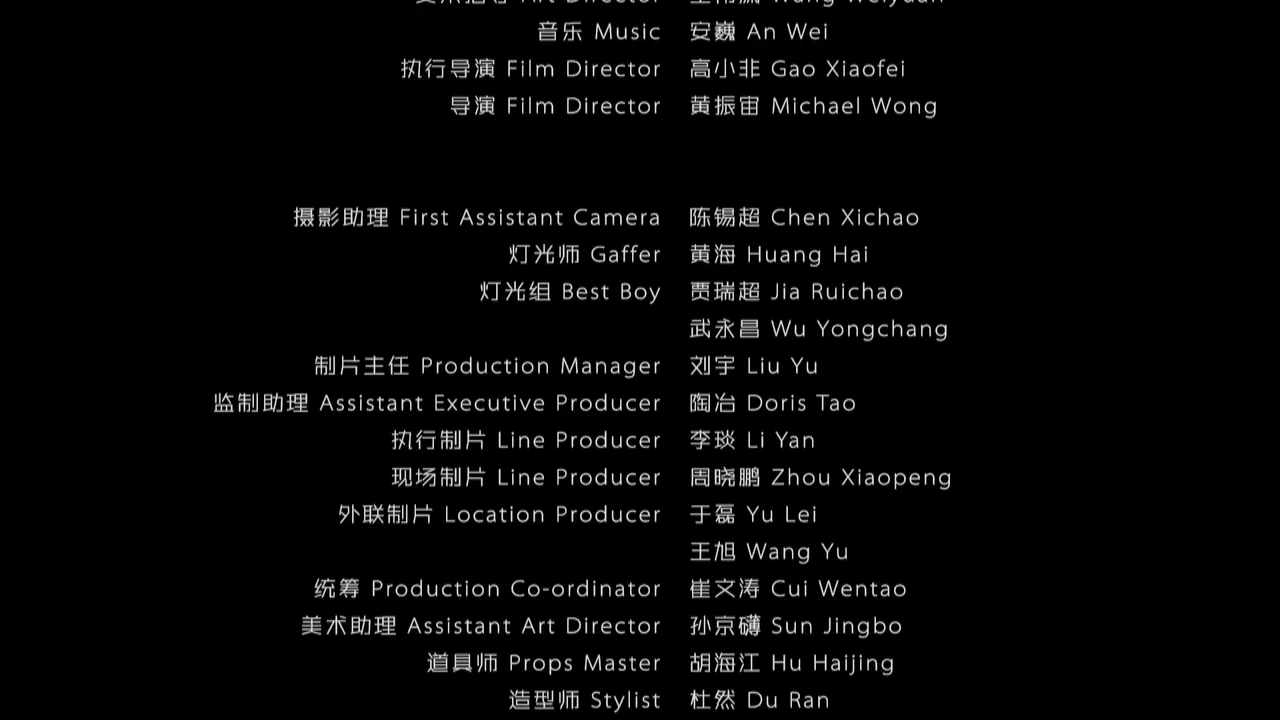 音乐 Music 安巍 An Wei
执行导演 Film Director 高小非 Gao Xiaofei
导演 Film Director 黄振宙 Michael Wong
摄影助理 First Assistant Camera 陈锡超 Chen Xichao
灯光师 Gaffer 黄海 Huang Hai
灯光组 Best Boy 贾瑞超 Jia Ruichao
武永昌 Wu Yongchang
制片主任 Production Manager 刘宇 Liu Yu
监制助理 Assistant Executive Producer 陶冶 Doris Tao
执行制片 Line Producer 李琰 Li Yan
现场制片 Line Producer 周晓鹏 Zhou Xiaopeng
外联制片 Location Producer 于磊 Yu Lei
王旭 Wang Yu
统筹 Production Co-ordinator 崔文涛 Cui Wentao
美术助理 Assistant Art Director 孙京礴 Sun Jingbo
道具师 Props Master 胡海江 Hu Haijing
造型师 Stylist 杜然 Du Ran